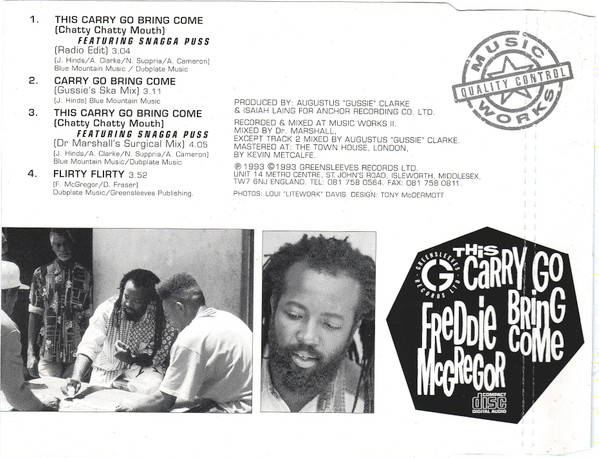 1. THIS CARRY GO BRING COME
(Chatty Chatty Mouth)
FEATURING SNAGGA PUSS
(Radio Edit) 3.04
(J. Hinds/A. Clarke/N. Suppria/A. Cameron)
Blue Mountain Music / Dubplate Music
2. CARRY GO BRING COME
(Gussie's Ska Mix) 3.11
(J. Hinds) Blue Mountain Music
3. THIS CARRY GO BRING COME
(Chatty Chatty Mouth)
FEATURING SNAGGA PUSS
(Dr Marshall's Surgical Mix) 4.05
(J. Hinds/A. Clarke/N. Suppria/A. Cameron)
Blue Mountain Music/Dubplate Music
4. FLIRTY FLIRTY 3.52
(F. McGregor/D. Fraser)
Dubplate Music/Greensleeves Publishing.
PRODUCED BY: AUGUSTUS "GUSSIE" CLARKE
& ISAIAH LAING FOR ANCHOR RECORDING CO. LTD.
RECORDED & MIXED AT MUSIC WORKS II.
MIXED BY Dr. MARSHALL,
EXCEPT TRACK 2 MIXED BY AUGUSTUS "GUSSIE" CLARKE.
MASTERED AT: THE TOWN HOUSE, LONDON,
BY KEVIN METCALFE.
℗ 1993 ©1993 GREENSLEEVES RECORDS LTD.
UNIT 14 METRO CENTRE, ST. JOHN'S ROAD, ISLEWORTH, MIDDLESEX,
TW7 6NJ ENGLAND. TEL: 081 758 0564. FAX: 081 758 0811.
PHOTOS: LOUI "LITEWORK" DAVIS. DESIGN: TONY McDERMOTT
MUSIC
QUALITY CONTROL
WORKS
GREENSLEEVES
G
RECORDS LTD
THIS
CARRY GO
BRING
COME
FREDDIE
MCGREGOR
COMPACT
disc
DIGITAL AUDIO